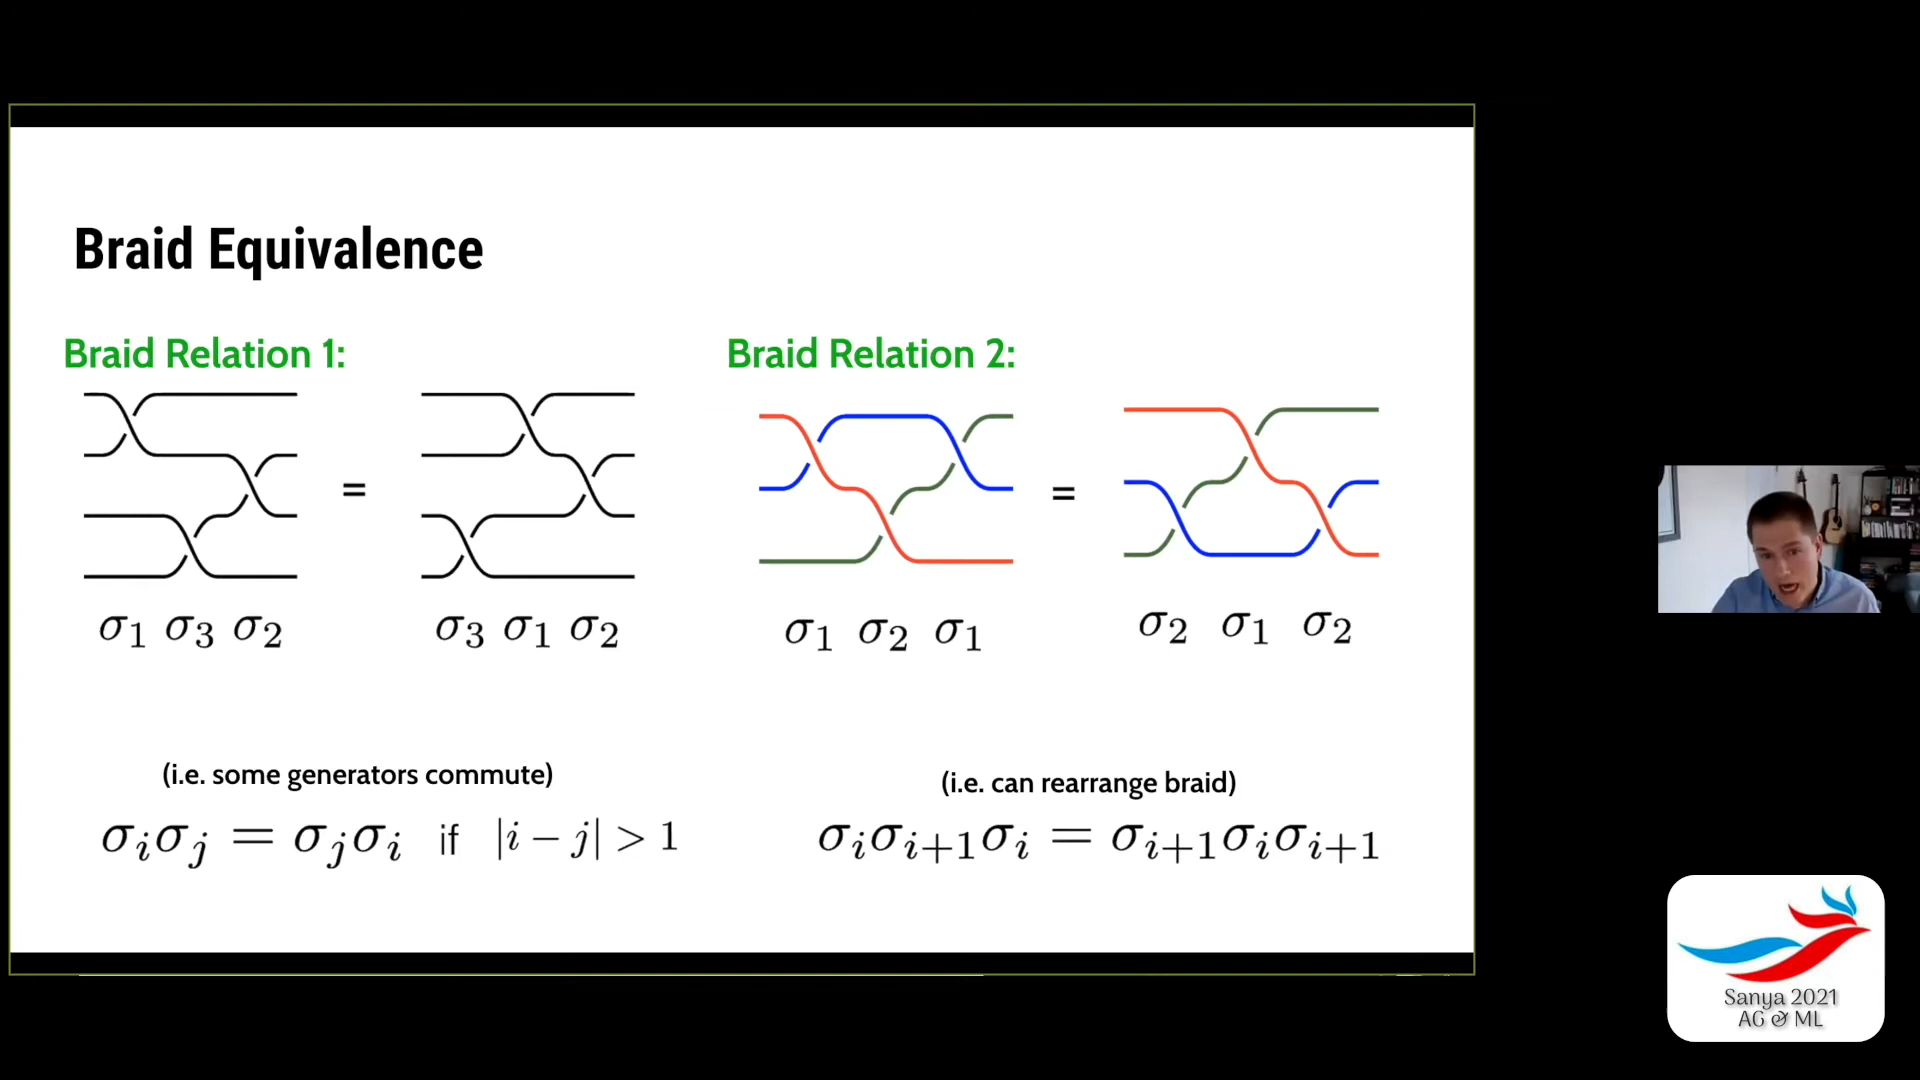 Braid Equivalence
Braid Relation 1:
=
σ₁ σ₃ σ₂
σ₃ σ₁ σ₂
(i.e. some generators commute)
σᵢσⱼ = σⱼσᵢ if |i − j| > 1
Braid Relation 2:
=
σ₁ σ₂ σ₁
σ₂ σ₁ σ₂
(i.e. can rearrange braid)
σᵢσᵢ₊₁σᵢ = σᵢ₊₁σᵢσᵢ₊₁
Sanya 2021
AG & ML